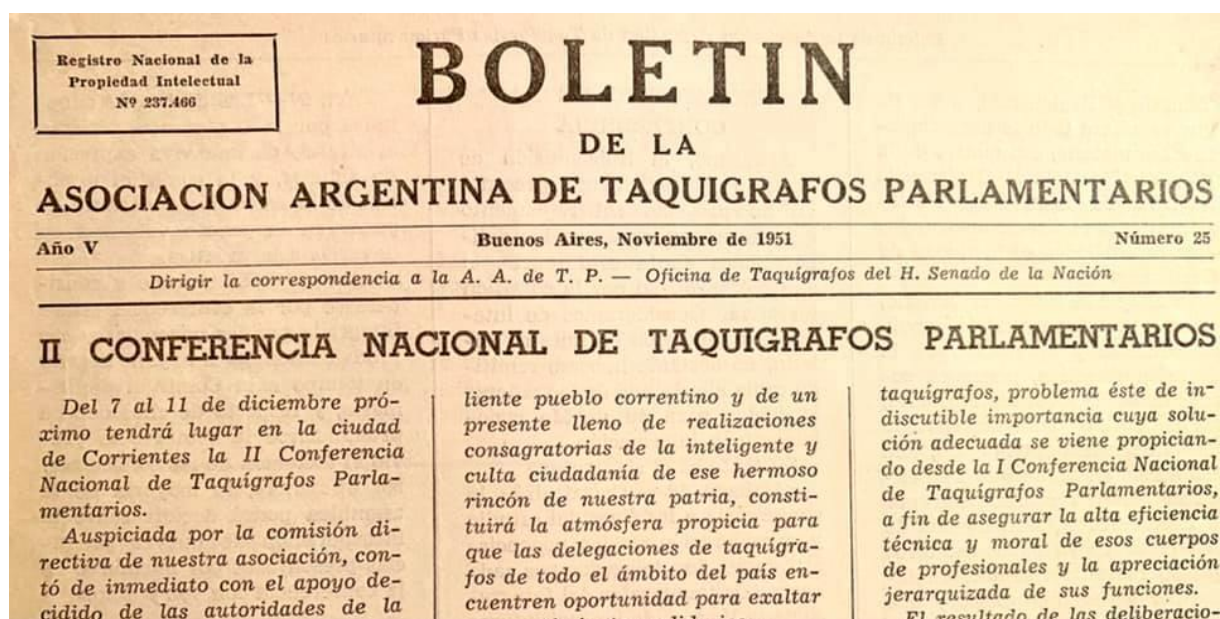 Registro Nacional de la
Propiedad Intelectual
Nº 237.466
BOLETIN
DE LA
ASOCIACION ARGENTINA DE TAQUIGRAFOS PARLAMENTARIOS
Año V
Buenos Aires, Noviembre de 1951
Número 25
Dirigir la correspondencia a la A. A. de T. P. — Oficina de Taquígrafos del H. Senado de la Nación
II CONFERENCIA NACIONAL DE TAQUIGRAFOS PARLAMENTARIOS
Del 7 al 11 de diciembre pró-
ximo tendrá lugar en la ciudad
de Corrientes la II Conferencia
Nacional de Taquígrafos Parla-
mentarios.
Auspiciada por la comisión di-
rectiva de nuestra asociación, con-
tó de inmediato con el apoyo de-
cidido de las autoridades de la
liente pueblo correntino y de un
presente lleno de realizaciones
consagratorias de la inteligente y
culta ciudadanía de ese hermoso
rincón de nuestra patria, consti-
tuirá la atmósfera propicia para
que las delegaciones de taquígra-
fos de todo el ámbito del país en-
cuentren oportunidad para exaltar
taquígrafos, problema éste de in-
discutible importancia cuya solu-
ción adecuada se viene propician-
do desde la I Conferencia Nacional
de Taquígrafos Parlamentarios,
a fin de asegurar la alta eficiencia
técnica y moral de esos cuerpos
de profesionales y la apreciación
jerarquizada de sus funciones.
El resultado de las deliberacio-